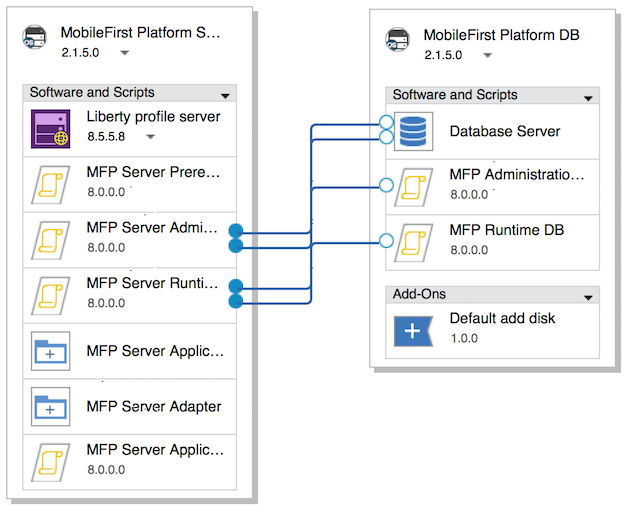 MobileFirst Platform S...
2.1.5.0
Software and Scripts
Liberty profile server
8.5.5.8
MFP Server Prere...
8.0.0.0
MFP Server Admi...
8.0.0.0
MFP Server Runti...
8.0.0.0
MFP Server Applic...
MFP Server Adapter
MFP Server Applic...
8.0.0.0
MobileFirst Platform DB
2.1.5.0
Software and Scripts
Database Server
MFP Administratio...
8.0.0.0
MFP Runtime DB
8.0.0.0
Add-Ons
Default add disk
1.0.0